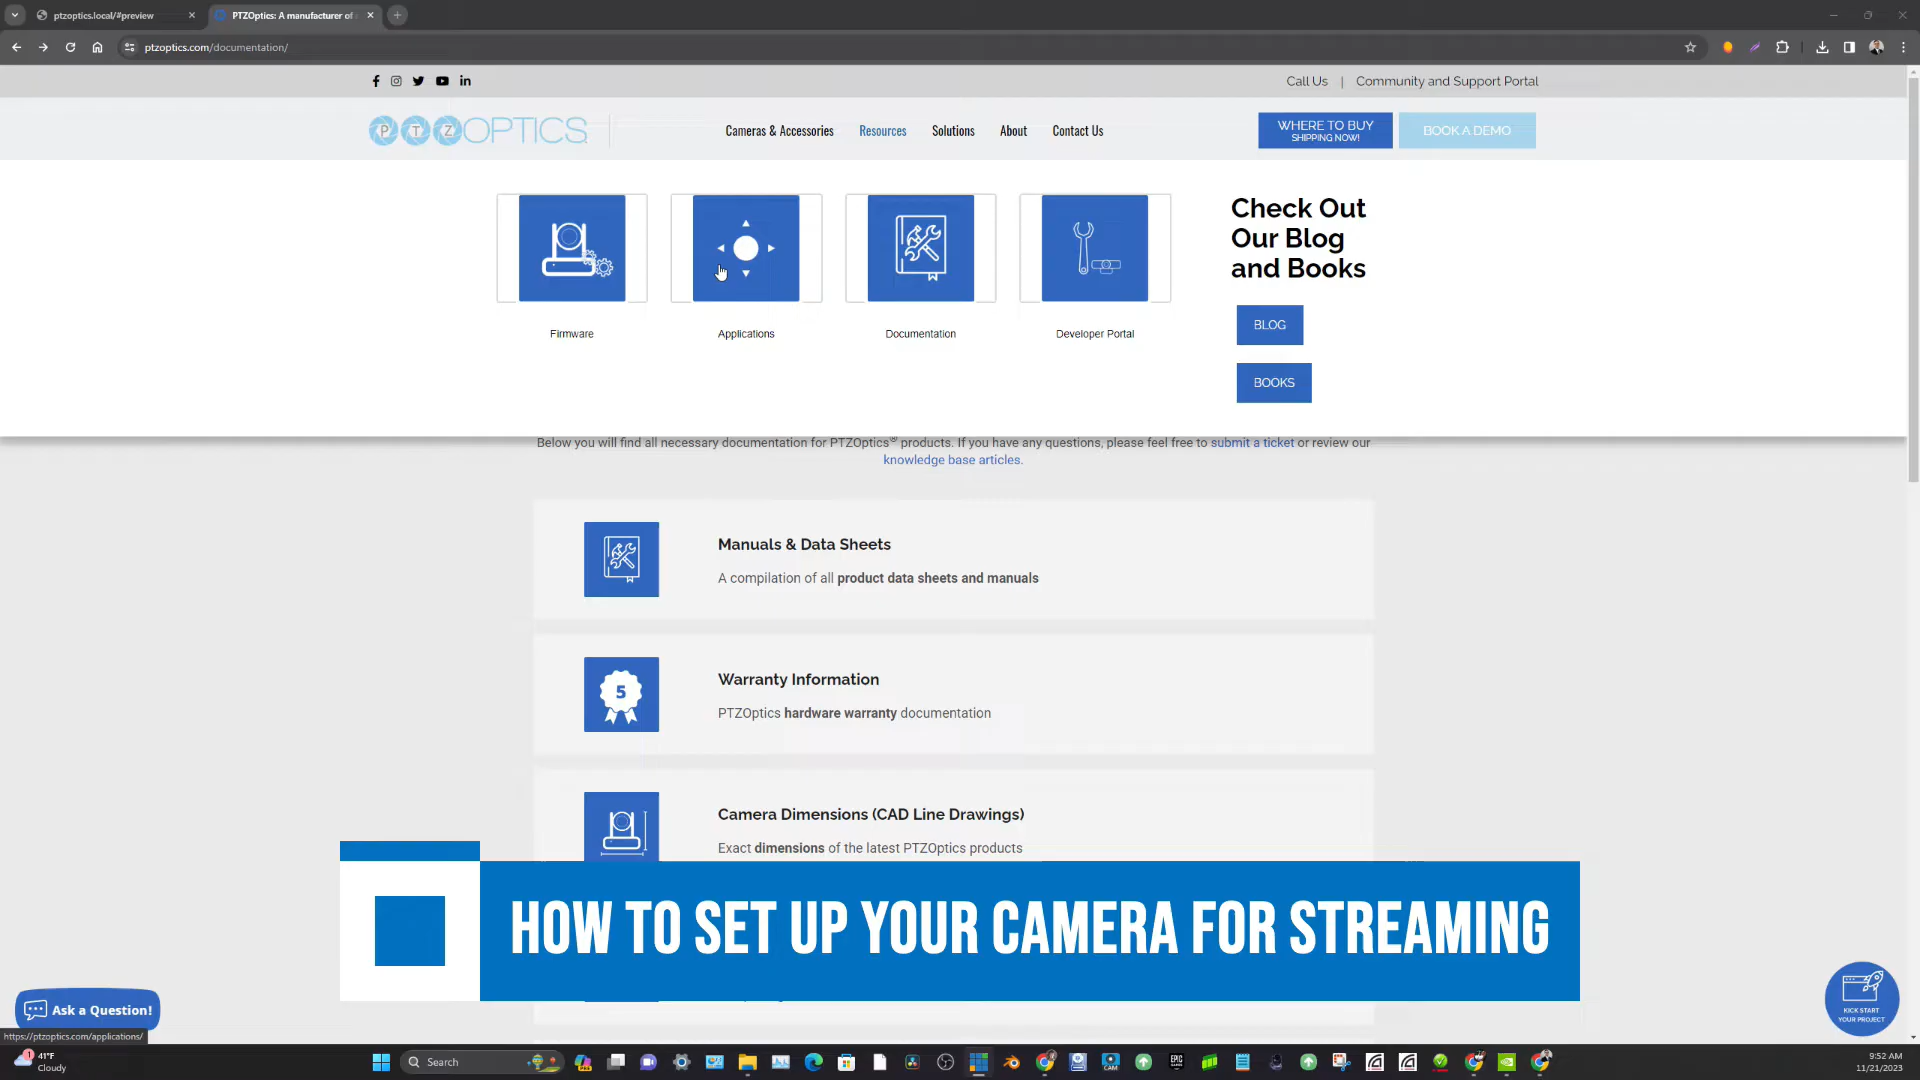 ptzoptics.local/#preview
PTZOptics: A manufacturer of
ptzoptics.com/documentation/
Call Us | Community and Support Portal
PTZOPTICS
Cameras & Accessories
Resources
Solutions
About
Contact Us
WHERE TO BUY
SHIPPING NOW!
BOOK A DEMO
Firmware
Applications
Documentation
Developer Portal
Check Out
Our Blog
and Books
BLOG
BOOKS
Below you will find all necessary documentation for PTZOptics® products. If you have any questions, please feel free to submit a ticket or review our
knowledge base articles.
Manuals & Data Sheets
A compilation of all product data sheets and manuals
5
Warranty Information
PTZOptics hardware warranty documentation
Camera Dimensions (CAD Line Drawings)
Exact dimensions of the latest PTZOptics products
HOW TO SET UP YOUR CAMERA FOR STREAMING
Ask a Question!
KICK START
YOUR PROJECT
https://ptzoptics.com/applications/
1
41°F
Cloudy
Search
CAM
EPIC
9:52 AM
11/21/2023